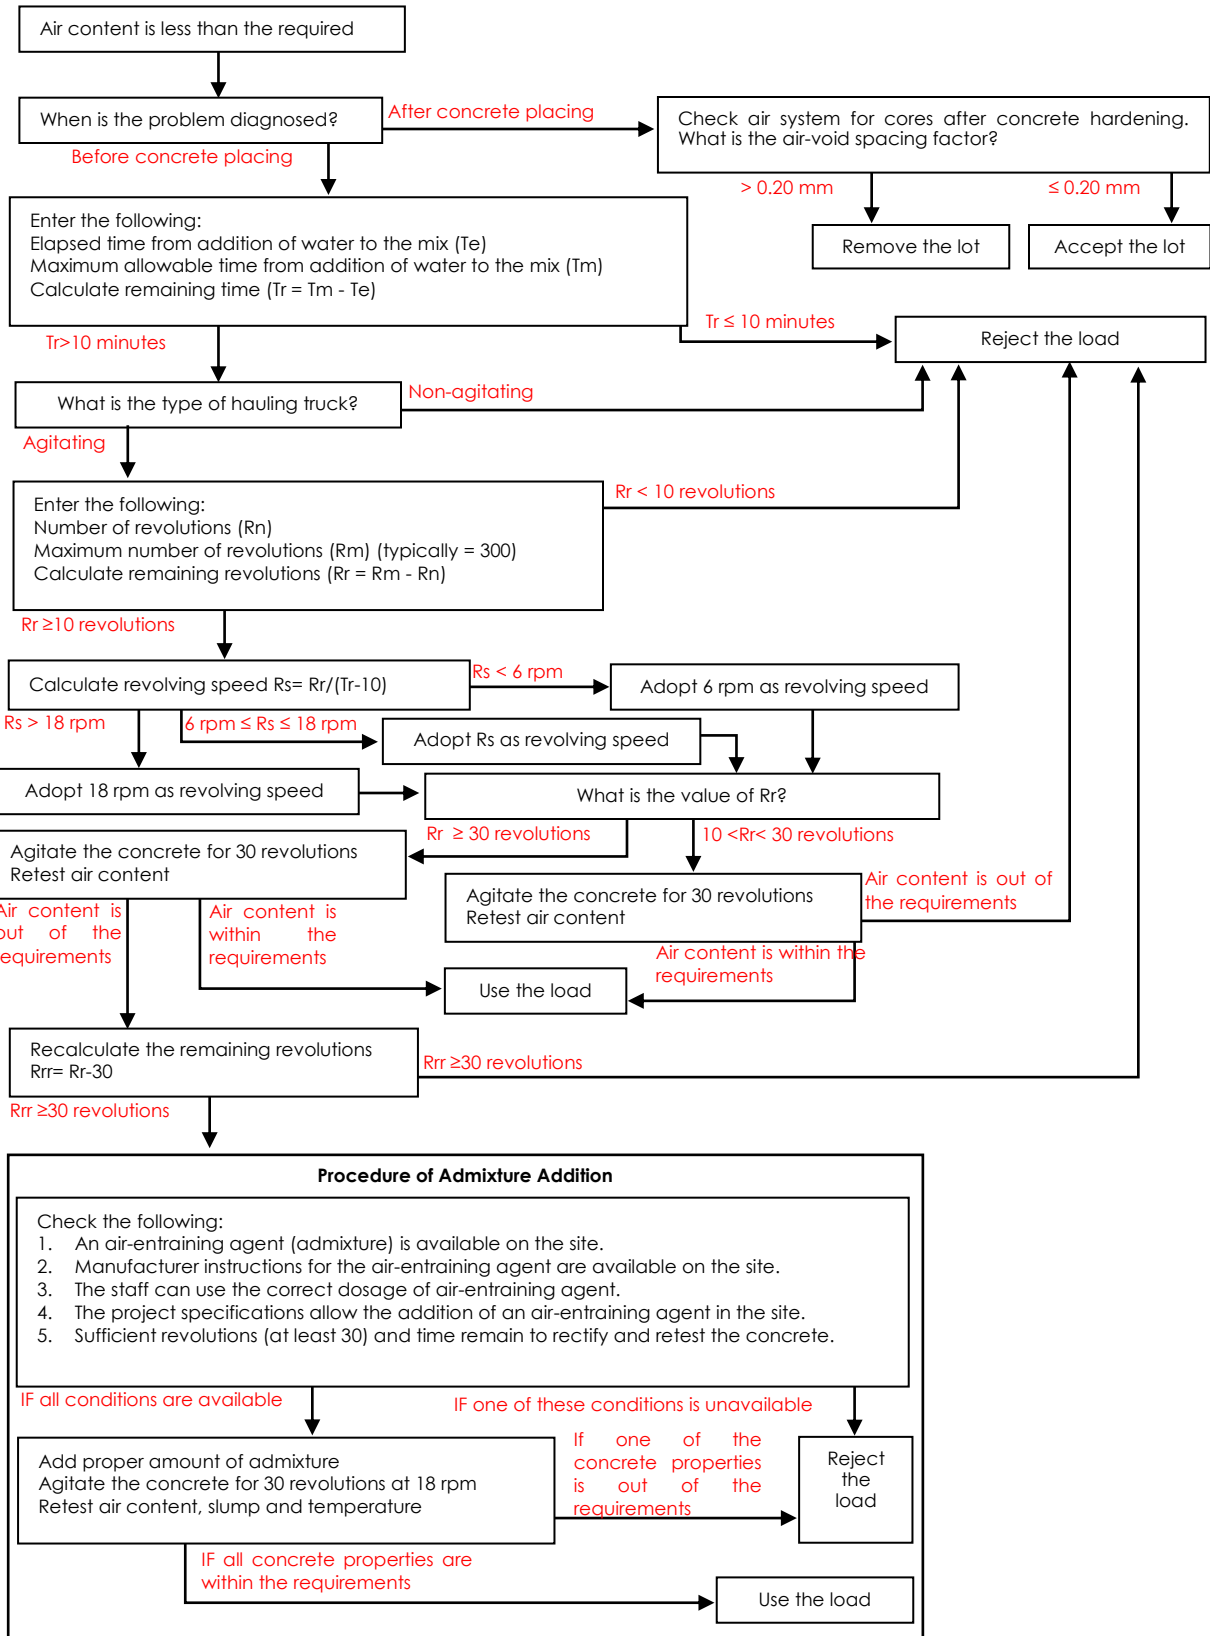 Air content is less than the required
When is the problem diagnosed?
After concrete placing
Check air system for cores after concrete hardening.
What is the air-void spacing factor?
Before concrete placing
> 0.20 mm
≤ 0.20 mm
Remove the lot
Accept the lot
Enter the following:
Elapsed time from addition of water to the mix (Te)
Maximum allowable time from addition of water to the mix (Tm)
Calculate remaining time (Tr = Tm - Te)
Tr ≤ 10 minutes
Reject the load
Tr>10 minutes
What is the type of hauling truck?
Non-agitating
Agitating
Enter the following:
Number of revolutions (Rn)
Maximum number of revolutions (Rm) (typically = 300)
Calculate remaining revolutions (Rr = Rm - Rn)
Rr < 10 revolutions
Rr ≥10 revolutions
Calculate revolving speed Rs= Rr/(Tr-10)
Rs < 6 rpm
Adopt 6 rpm as revolving speed
Rs > 18 rpm
6 rpm ≤ Rs ≤ 18 rpm
Adopt Rs as revolving speed
Adopt 18 rpm as revolving speed
What is the value of Rr?
Rr ≥ 30 revolutions
10 <Rr< 30 revolutions
Agitate the concrete for 30 revolutions
Retest air content
Agitate the concrete for 30 revolutions
Retest air content
Air content is out of
the requirements
Air content is
out of the
requirements
Air content is
within the
requirements
Air content is within the
requirements
Use the load
Recalculate the remaining revolutions
Rrr= Rr-30
Rrr ≥30 revolutions
Rrr ≥30 revolutions
Procedure of Admixture Addition
Check the following:
1. An air-entraining agent (admixture) is available on the site.
2. Manufacturer instructions for the air-entraining agent are available on the site.
3. The staff can use the correct dosage of air-entraining agent.
4. The project specifications allow the addition of an air-entraining agent in the site.
5. Sufficient revolutions (at least 30) and time remain to rectify and retest the concrete.
IF all conditions are available
IF one of these conditions is unavailable
Add proper amount of admixture
Agitate the concrete for 30 revolutions at 18 rpm
Retest air content, slump and temperature
If one of the
concrete properties
is out of the
requirements
Reject
the
load
IF all concrete properties are
within the requirements
Use the load